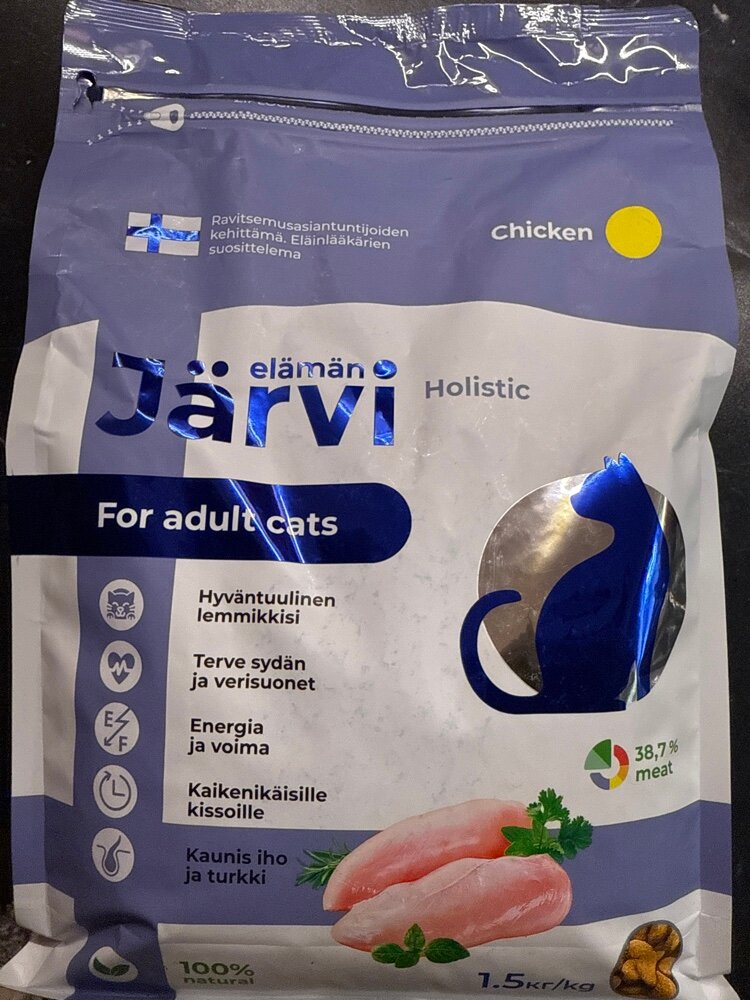 Ravitsemusasiantuntijoiden
kehittämä. Eläinlääkärien
suosittelema
Chicken
elämän
Järvi
Holistic
For adult cats
Hyväntuulinen
lemmikkisi
Terve sydän
ja verisuonet
E
F
Energia
ja voima
38,7 %
meat
Kaikenikäisille
kissoille
Kaunis iho
ja turkki
100%
natural
1.5кг/kg